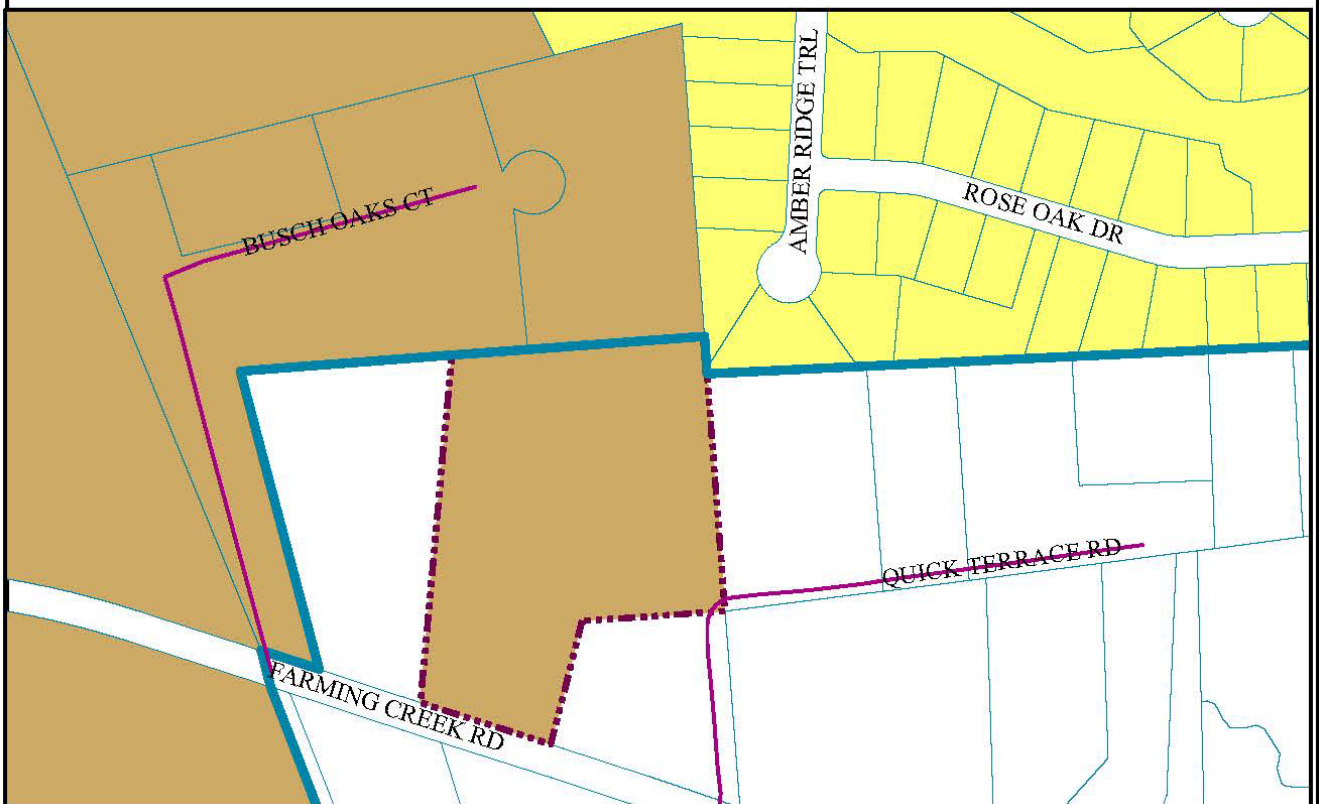 AMBER RIDGE TRL
ROSE OAK DR
BUSCH OAKS CT
QUICK TERRACE RD
FARMING CREEK RD